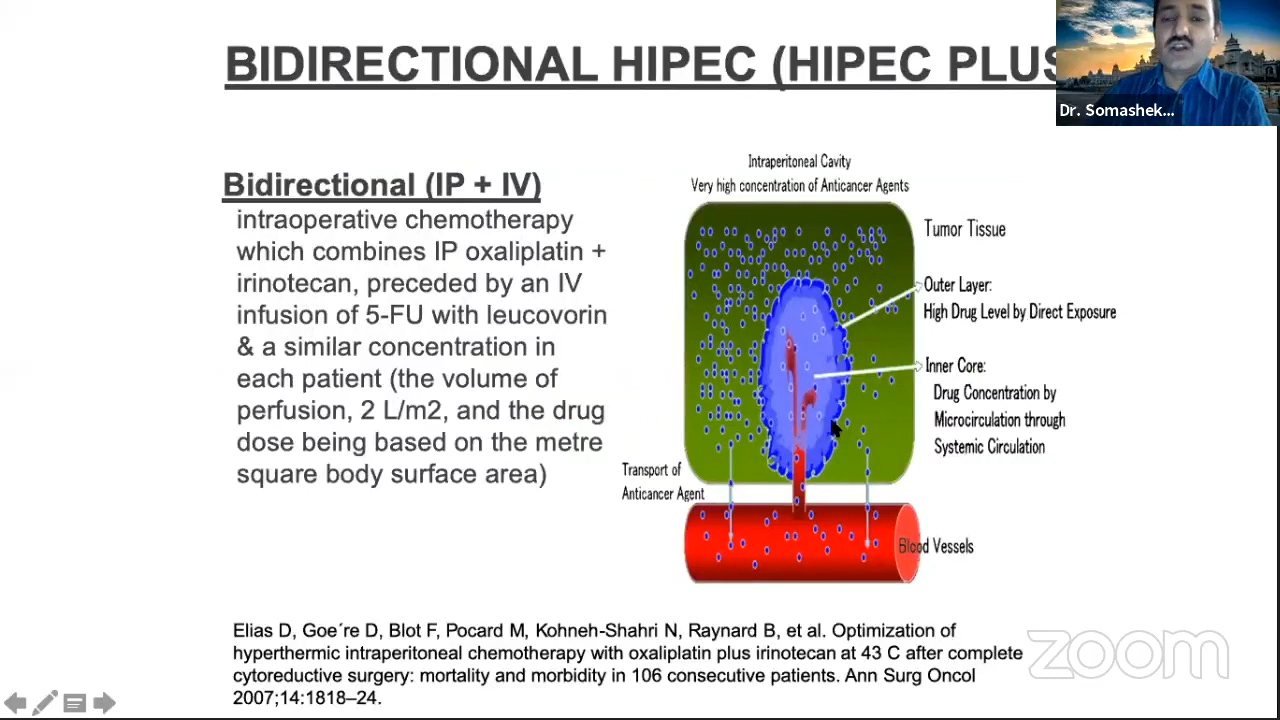 BIDIRECTIONAL HIPEC (HIPEC PLUS
Dr. Somashek...
Bidirectional (IP + IV)
intraoperative chemotherapy
which combines IP oxaliplatin +
irinotecan, preceded by an IV
infusion of 5-FU with leucovorin
& a similar concentration in
each patient (the volume of
perfusion, 2 L/m2, and the drug
dose being based on the metre
square body surface area)
Intraperitoneal Cavity
Very high concentration of Anticancer Agents
Tumor Tissue
Outer Layer:
High Drug Level by Direct Exposure
Inner Core:
Drug Concentration by
Microcirculation through
Systemic Circulation
Transport of
Anticancer Agent
Blood Vessels
Elias D, Goe´re D, Blot F, Pocard M, Kohneh-Shahri N, Raynard B, et al. Optimization of
hyperthermic intraperitoneal chemotherapy with oxaliplatin plus irinotecan at 43 C after complete
cytoreductive surgery: mortality and morbidity in 106 consecutive patients. Ann Surg Oncol
2007;14:1818–24.
zoom